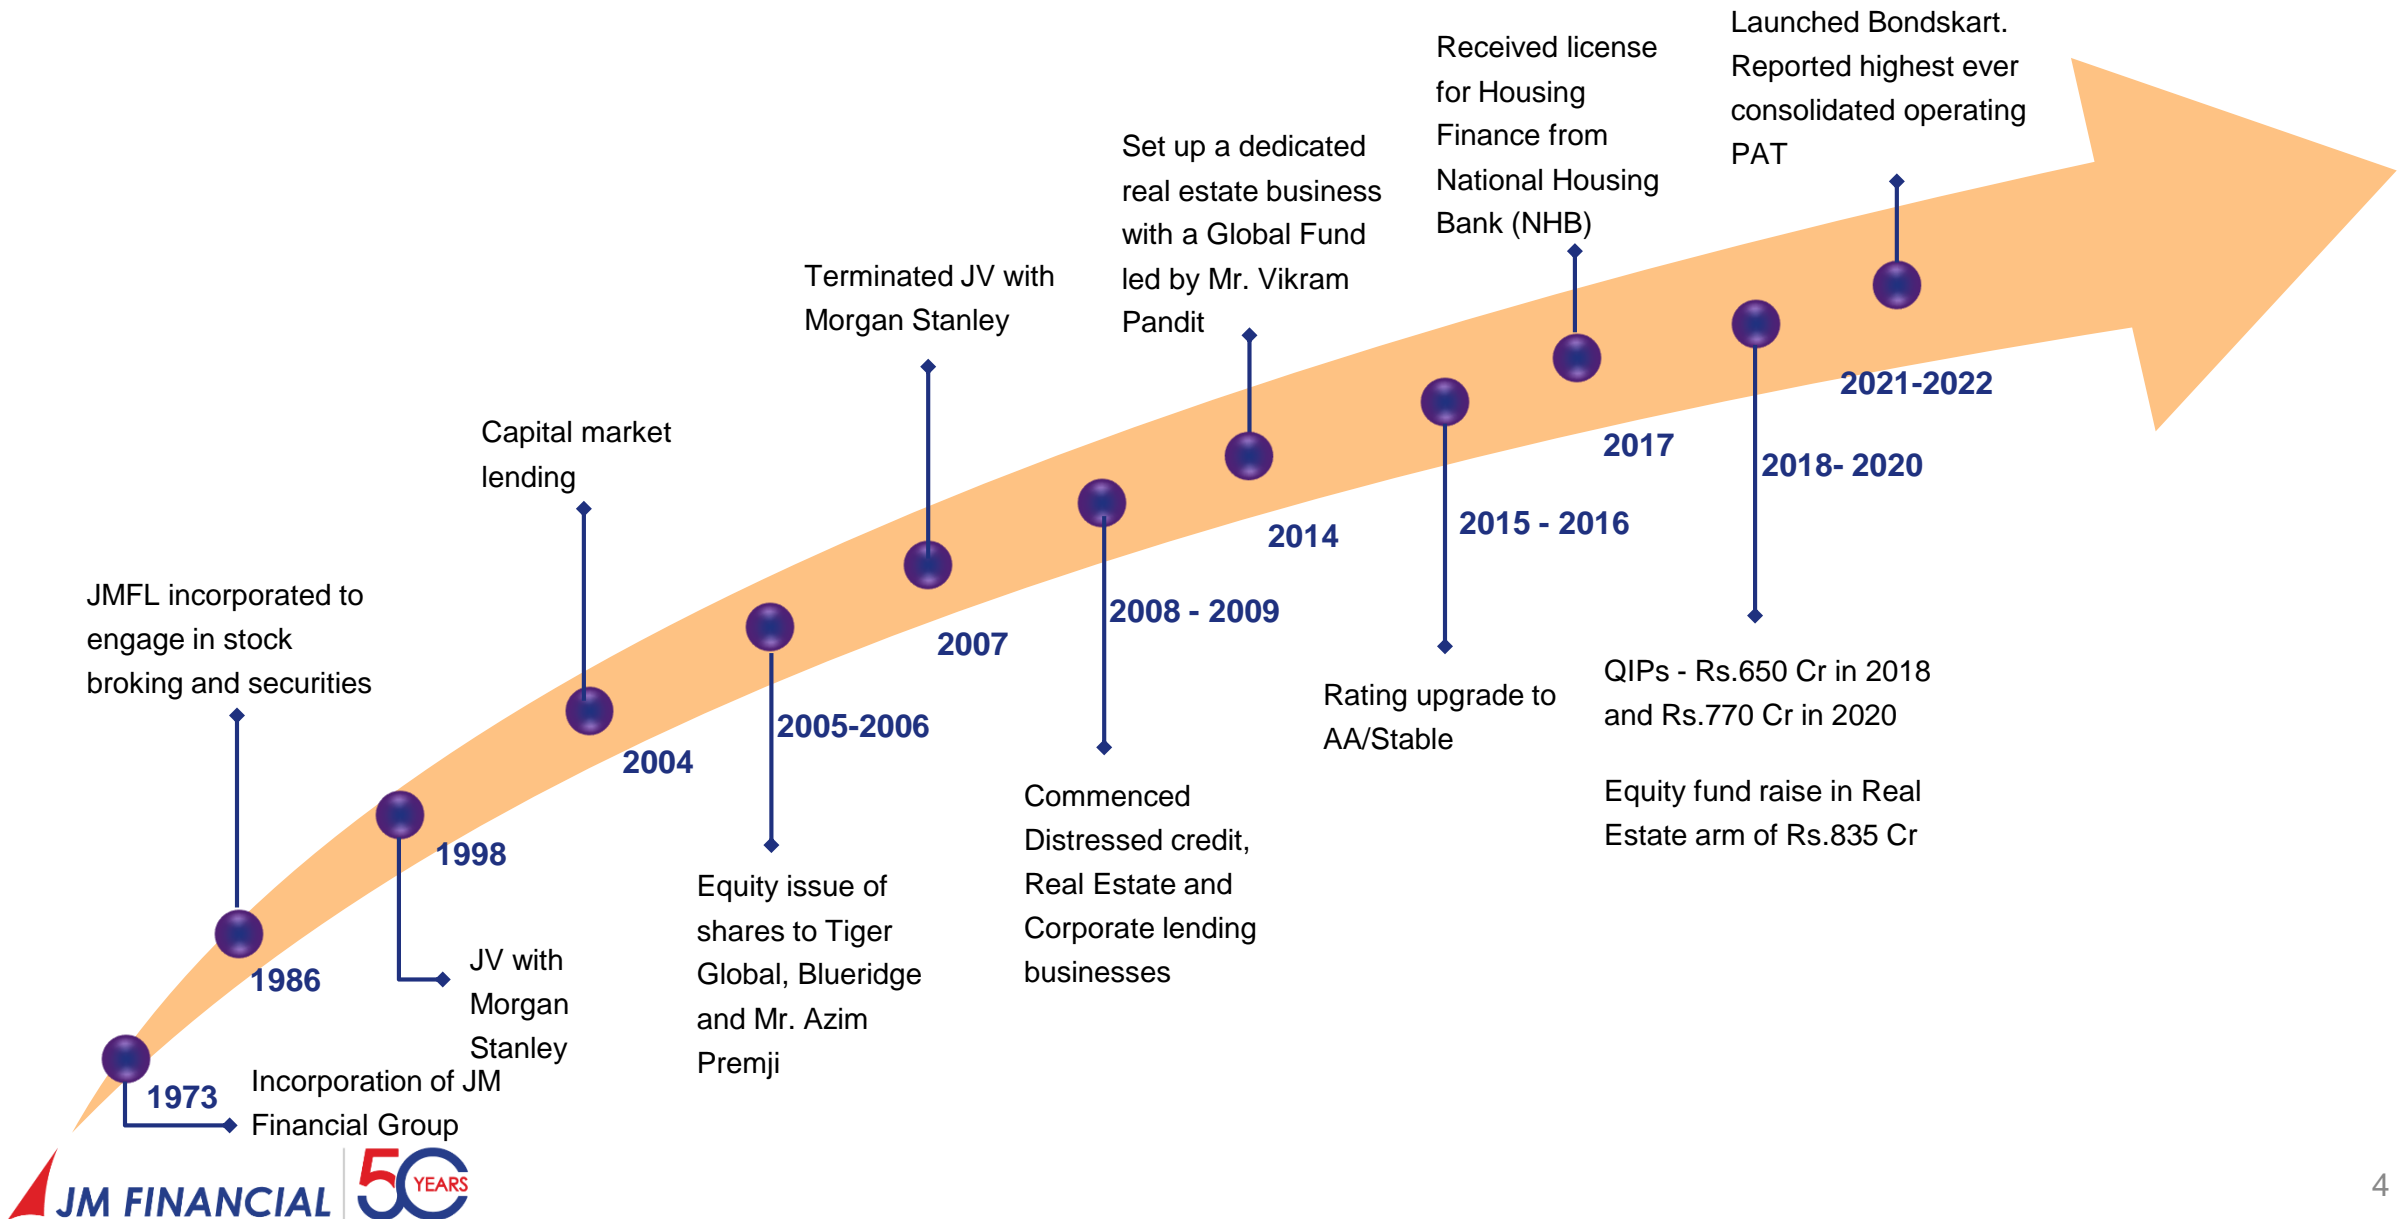 Launched Bondskart.
Reported highest ever
consolidated operating
PAT
Received license
for Housing
Finance from
National Housing
Bank (NHB)
Set up a dedicated
real estate business
with a Global Fund
led by Mr. Vikram
Pandit
Terminated JV with
Morgan Stanley
Capital market
lending
JMFL incorporated to
engage in stock
broking and securities
2021-2022
2018- 2020
2017
2015 - 2016
2014
2008 - 2009
2007
2005-2006
2004
1998
1986
1973
Incorporation of JM
Financial Group
JV with
Morgan
Stanley
Equity issue of
shares to Tiger
Global, Blueridge
and Mr. Azim
Premji
Commenced
Distressed credit,
Real Estate and
Corporate lending
businesses
Rating upgrade to
AA/Stable
QIPs - Rs.650 Cr in 2018
and Rs.770 Cr in 2020
Equity fund raise in Real
Estate arm of Rs.835 Cr
JM FINANCIAL
50 YEARS
4